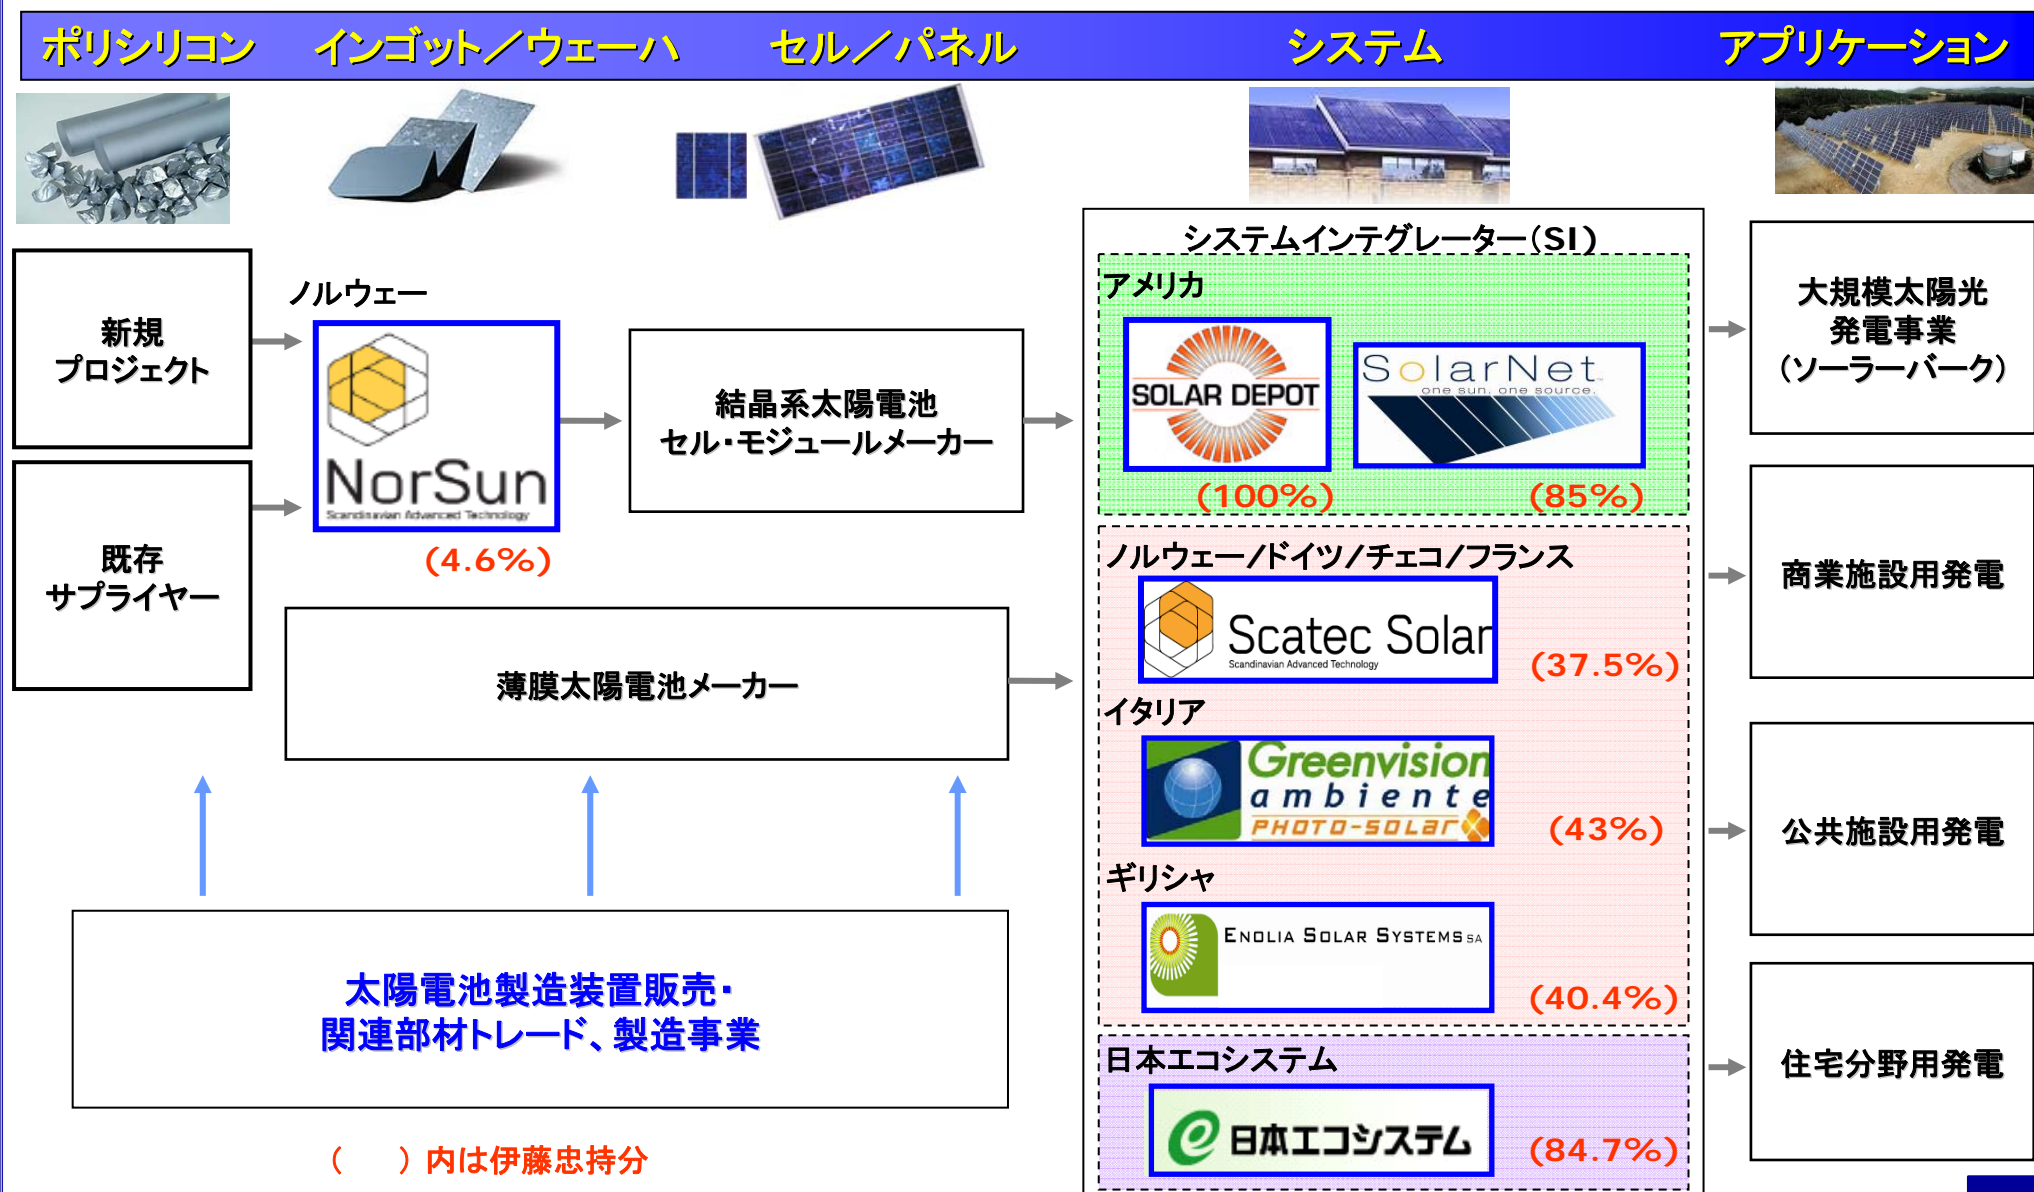 ポリシリコン
インゴット／ウェーハ
セル／パネル
システム
アプリケーション
新規
プロジェクト
既存
サプライヤー
ノルウェー
NorSun
Scandinavian Advanced Technology
(4.6%)
結晶系太陽電池
セル・モジュールメーカー
薄膜太陽電池メーカー
太陽電池製造装置販売・
関連部材トレード、製造事業
（　　）内は伊藤忠持分
システムインテグレーター（SI）
アメリカ
SOLAR DEPOT
(100%)
SolarNet
one sun. one source.
(85%)
ノルウェー/ドイツ/チェコ/フランス
Scatec Solar
Scandinavian Advanced Technology
(37.5%)
イタリア
Greenvision
ambiente
PHOTO-SOLAR
(43%)
ギリシャ
ENOLIA SOLAR SYSTEMS SA
(40.4%)
日本エコシステム
日本エコシステム
(84.7%)
大規模太陽光
発電事業
（ソーラーパーク）
商業施設用発電
公共施設用発電
住宅分野用発電